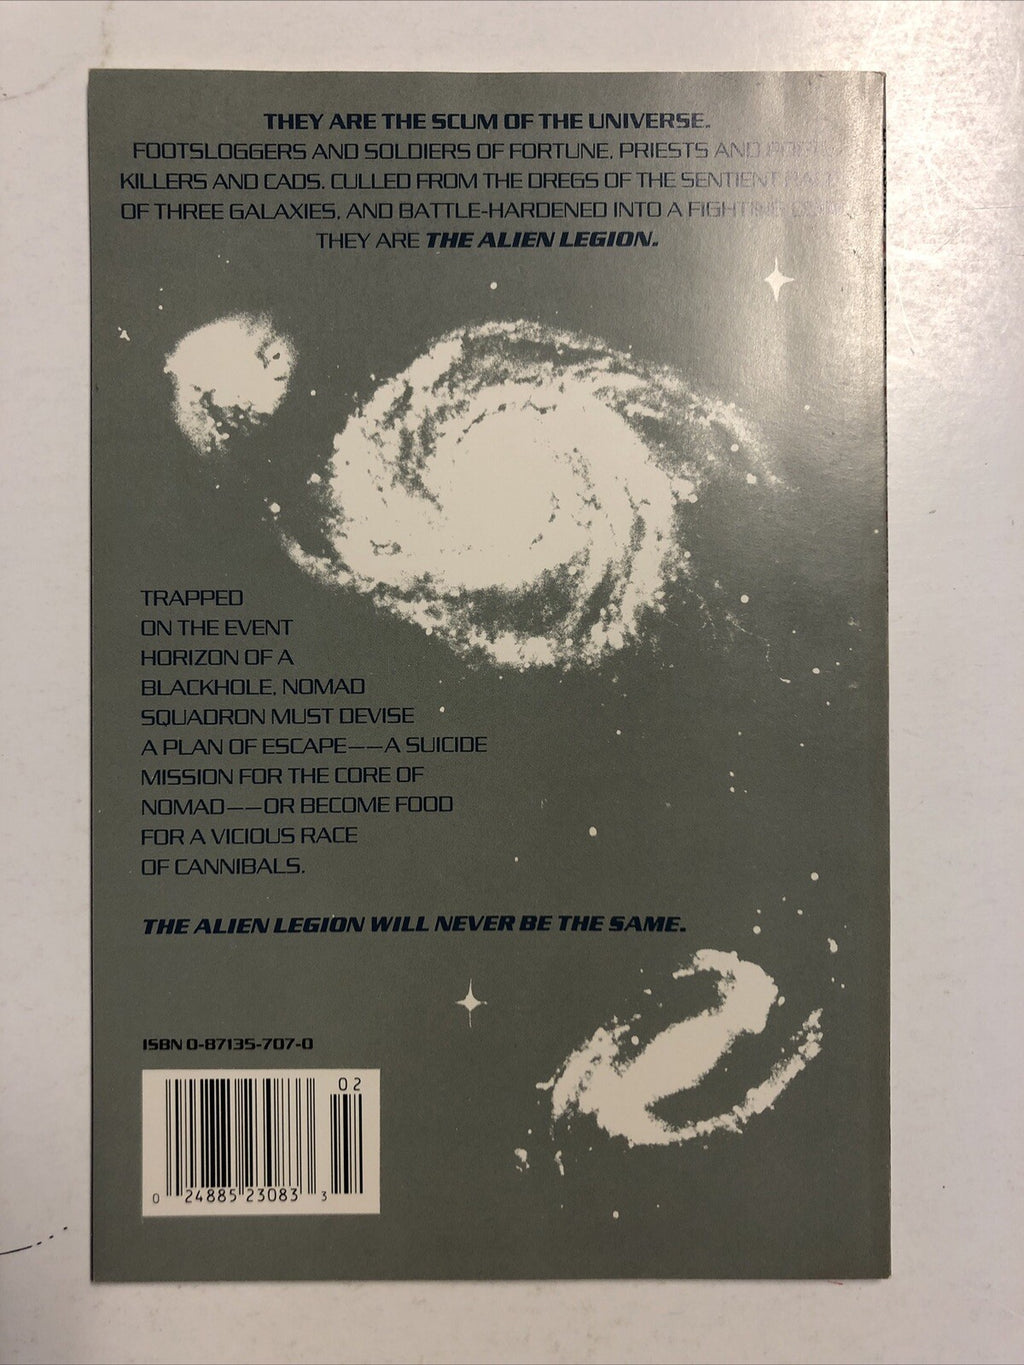 THEY ARE THE SCUM OF THE UNIVERSE.
FOOTSLOGGERS AND SOLDIERS OF FORTUNE, PRIESTS AND
KILLERS AND CADS. CULLED FROM THE DREGS OF THE SENTIENT
OF THREE GALAXIES, AND BATTLE-HARDENED INTO A FIGHTING
THEY ARE THE ALIEN LEGION.
TRAPPED
ON THE EVENT
HORIZON OF A
BLACKHOLE, NOMAD
SQUADRON MUST DEVISE
A PLAN OF ESCAPE——A SUICIDE
MISSION FOR THE CORE OF
NOMAD——OR BECOME FOOD
FOR A VICIOUS RACE
OF CANNIBALS.
THE ALIEN LEGION WILL NEVER BE THE SAME.
ISBN 0-87135-707-0
02
0 24885 23083 3